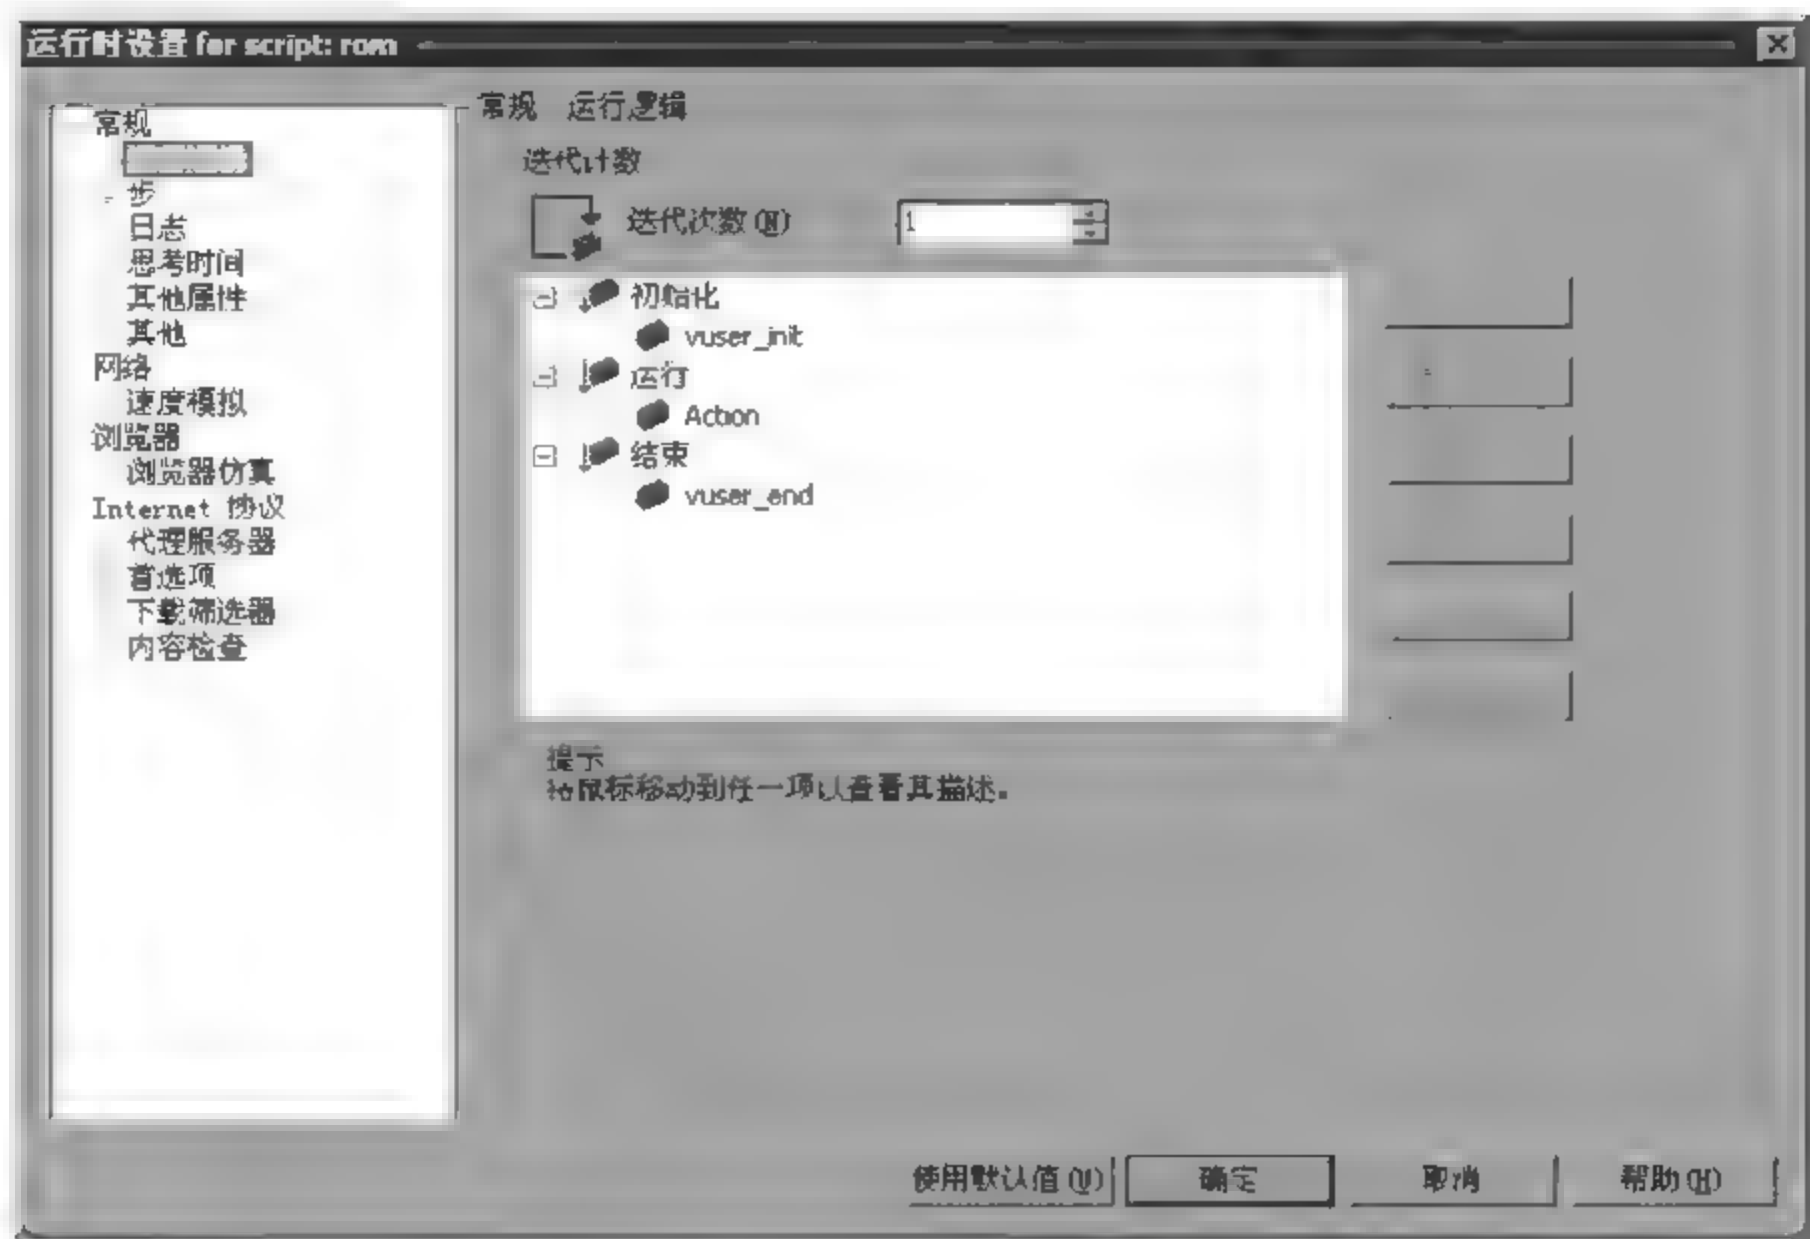 运行时设置 for script: rom
常规
步
日志
思考时间
其他属性
其他
网络
速度模拟
浏览器
浏览器仿真
Internet 协议
代理服务器
首选项
下载筛选器
内容检查
常规 运行逻辑
迭代计数
迭代次数(N) 1
初始化
vuser_init
运行
Action
结束
vuser_end
提示
将鼠标移动到任一项以查看其描述。
使用默认值(U) 确定 取消 帮助(H)